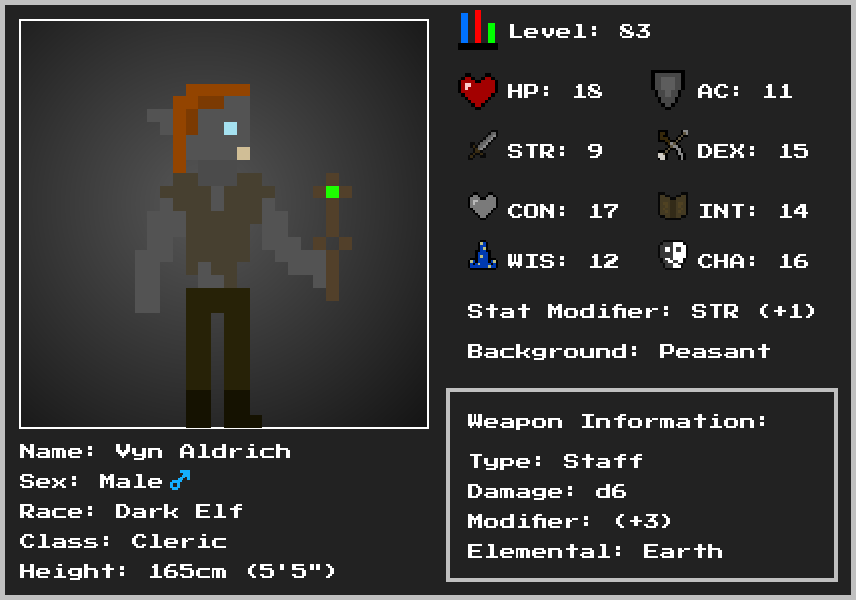 Level: 83
HP: 18
AC: 11
STR: 9
DEX: 15
CON: 17
INT: 14
WIS: 12
CHA: 16
Stat Modifier: STR (+1)
Background: Peasant
Name: Vyn Aldrich
Sex: Male ♂
Race: Dark Elf
Class: Cleric
Height: 165cm (5'5")
Weapon Information:
Type: Staff
Damage: d6
Modifier: (+3)
Elemental: Earth